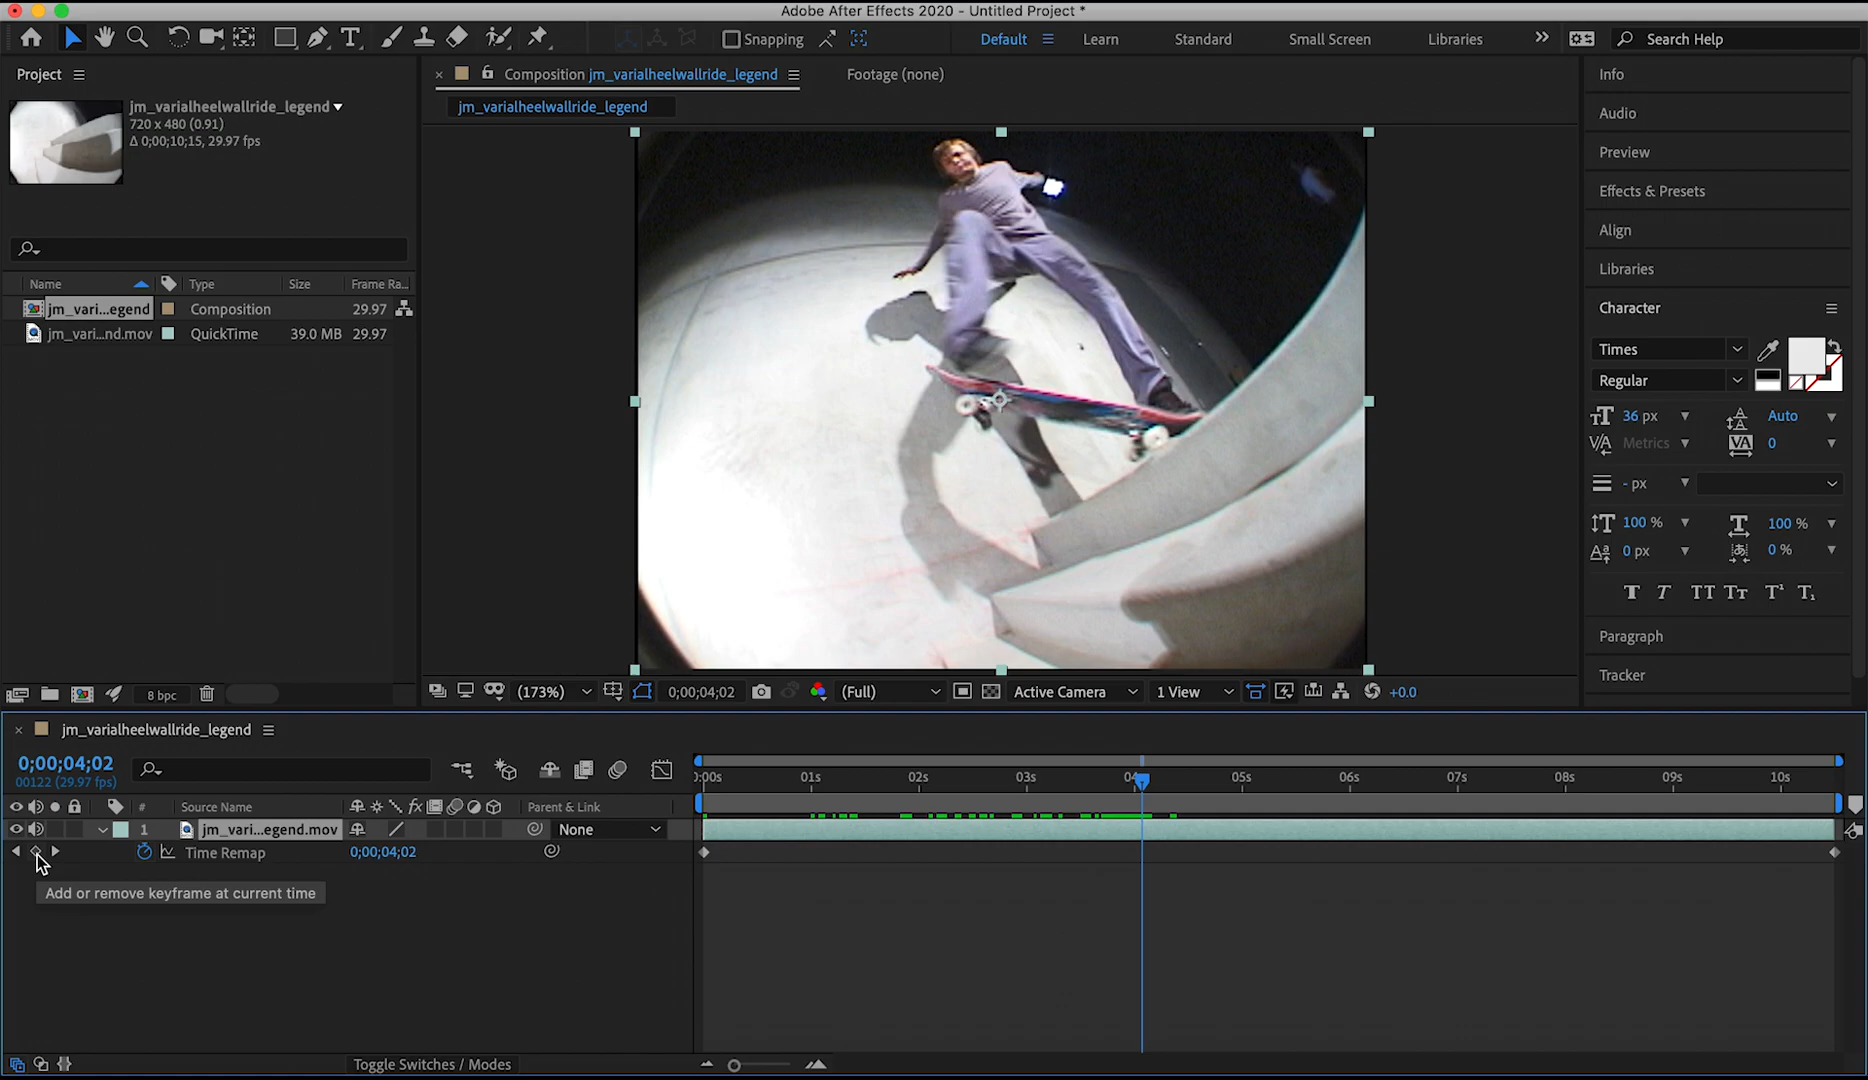 Adobe After Effects 2020 - Untitled Project *
Snapping
Default
Learn
Standard
Small Screen
Libraries
Search Help
Project
jm_varialheelwallride_legend
720 x 480 (0.91)
Δ 0;00;10;15, 29.97 fps
Name Type Size Frame Ra...
jm_vari...egend Composition 29.97
jm_vari...nd.mov QuickTime 39.0 MB 29.97
8 bpc
Composition jm_varialheelwallride_legend
Footage (none)
jm_varialheelwallride_legend
(173%) 0;00;04;02 (Full) Active Camera 1 View +0.0
Info
Audio
Preview
Effects & Presets
Align
Libraries
Character
Times
Regular
36 px Auto
Metrics 0
- px
100 % 100 %
0 px 0 %
T T TT Tт T¹ T₁
Paragraph
Tracker
jm_varialheelwallride_legend
0;00;04;02
00122 (29.97 fps)
# Source Name fx Parent & Link
1 jm_vari...egend.mov None
Time Remap 0;00;04;02
Add or remove keyframe at current time
):00s 01s 02s 03s 04s 05s 06s 07s 08s 09s 10s
Toggle Switches / Modes